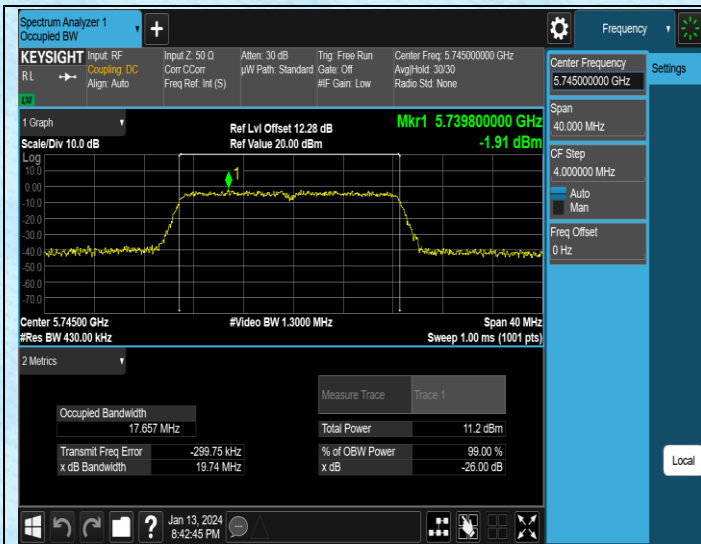 Spectrum Analyzer 1
Occupied BW
Frequency
KEYSIGHT
RL
LXI
Input: RF
Coupling: DC
Align: Auto
Input Z: 50 Ω
Corr CCorr
Freq Ref: Int (S)
Atten: 30 dB
µW Path: Standard
Trig: Free Run
Gate: Off
#IF Gain: Low
Center Freq: 5.745000000 GHz
Avg|Hold: 30/30
Radio Std: None
Center Frequency
5.745000000 GHz
Settings
Span
40.000 MHz
CF Step
4.000000 MHz
Auto
Man
Freq Offset
0 Hz
Local
1 Graph
Scale/Div 10.0 dB
Ref Lvl Offset 12.28 dB
Ref Value 20.00 dBm
Mkr1 5.739800000 GHz
-1.91 dBm
Log
10.0
0.00
-10.0
-20.0
-30.0
-40.0
-50.0
-60.0
-70.0
1
Center 5.74500 GHz
#Res BW 430.00 kHz
#Video BW 1.3000 MHz
Span 40 MHz
Sweep 1.00 ms (1001 pts)
2 Metrics
Measure Trace
Trace 1
Occupied Bandwidth
17.657 MHz
Total Power
11.2 dBm
Transmit Freq Error
-299.75 kHz
% of OBW Power
99.00 %
x dB Bandwidth
19.74 MHz
x dB
-26.00 dB
?
Jan 13, 2024
8:42:45 PM